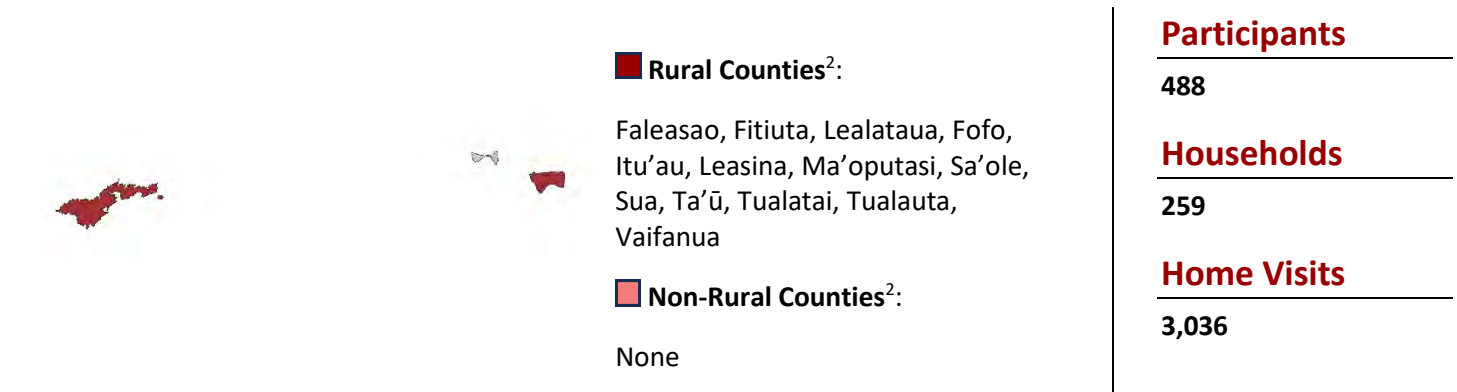 Rural Counties²:
Faleasao, Fitiuta, Lealataua, Fofo,
Itu’au, Leasina, Ma’oputasi, Sa’ole,
Sua, Ta’ū, Tualatai, Tualauta,
Vaifanua
Non-Rural Counties²:
None
Participants
488
Households
259
Home Visits
3,036